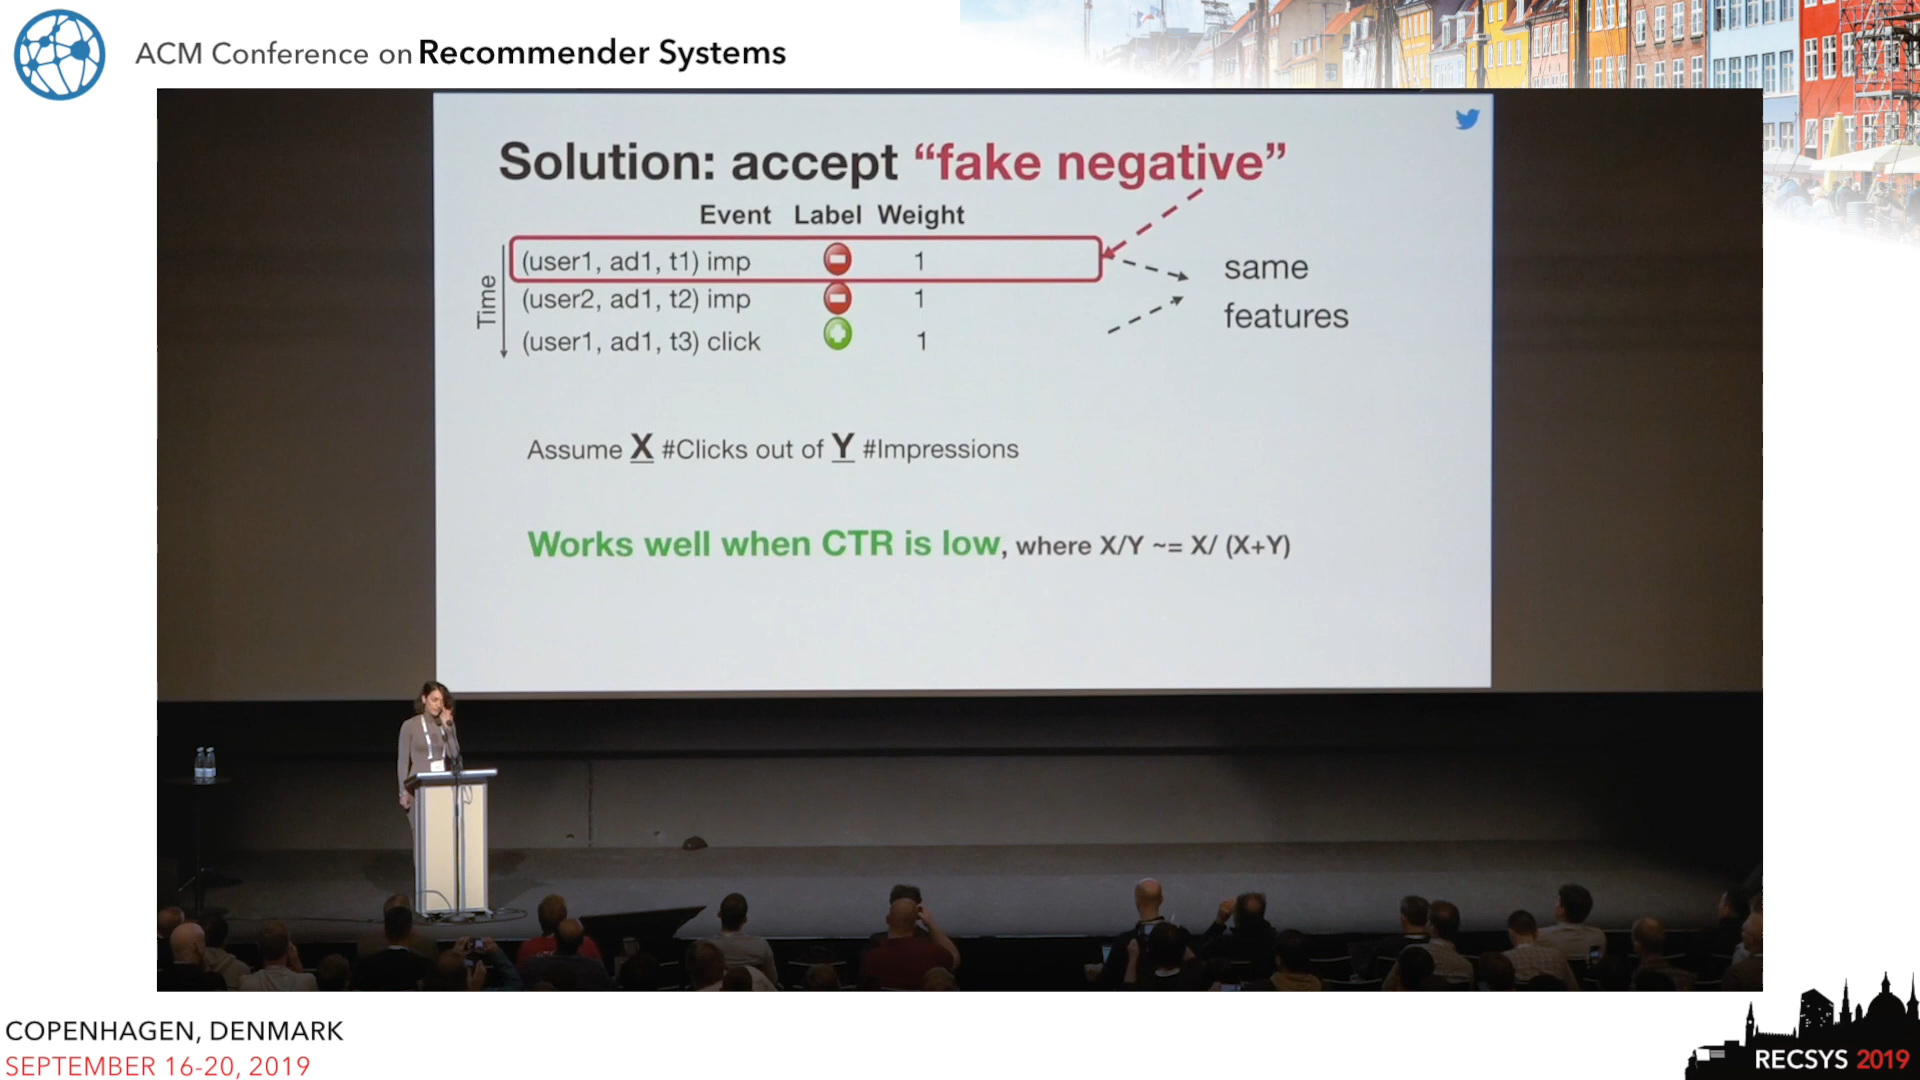 ACM Conference on Recommender Systems
Solution: accept “fake negative”
Event Label Weight
Time
(user1, ad1, t1) imp 1
(user2, ad1, t2) imp 1
(user1, ad1, t3) click 1
same
features
Assume X #Clicks out of Y #Impressions
Works well when CTR is low, where X/Y ~= X/ (X+Y)
COPENHAGEN, DENMARK
SEPTEMBER 16-20, 2019
RECSYS 2019